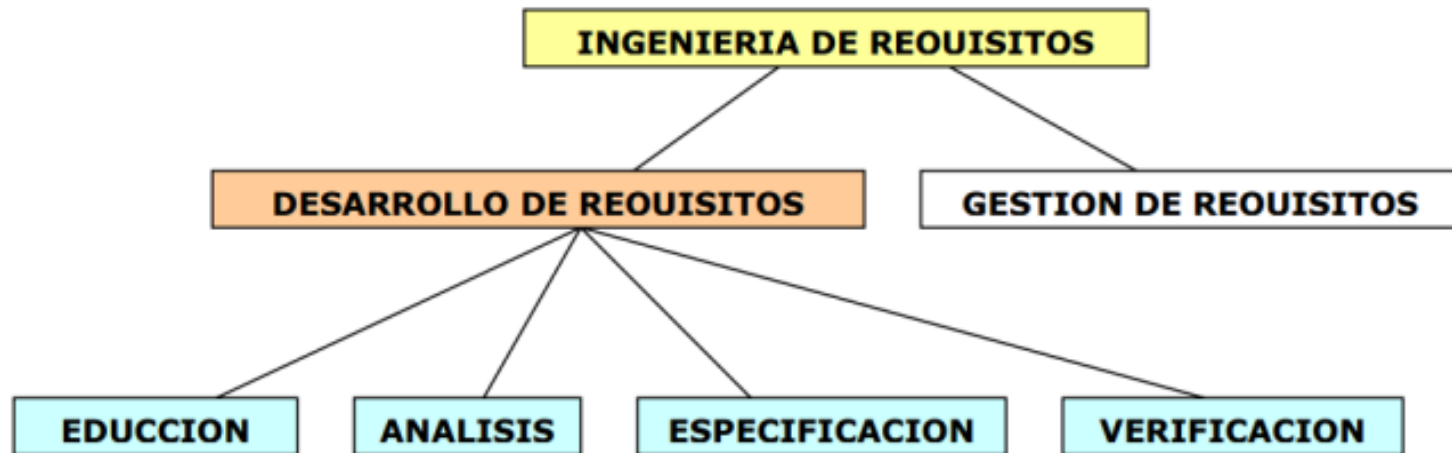 INGENIERIA DE REOUISITOS
DESARROLLO DE REOUISITOS
GESTION DE REOUISITOS
EDUCCION
ANALISIS
ESPECIFICACION
VERIFICACION